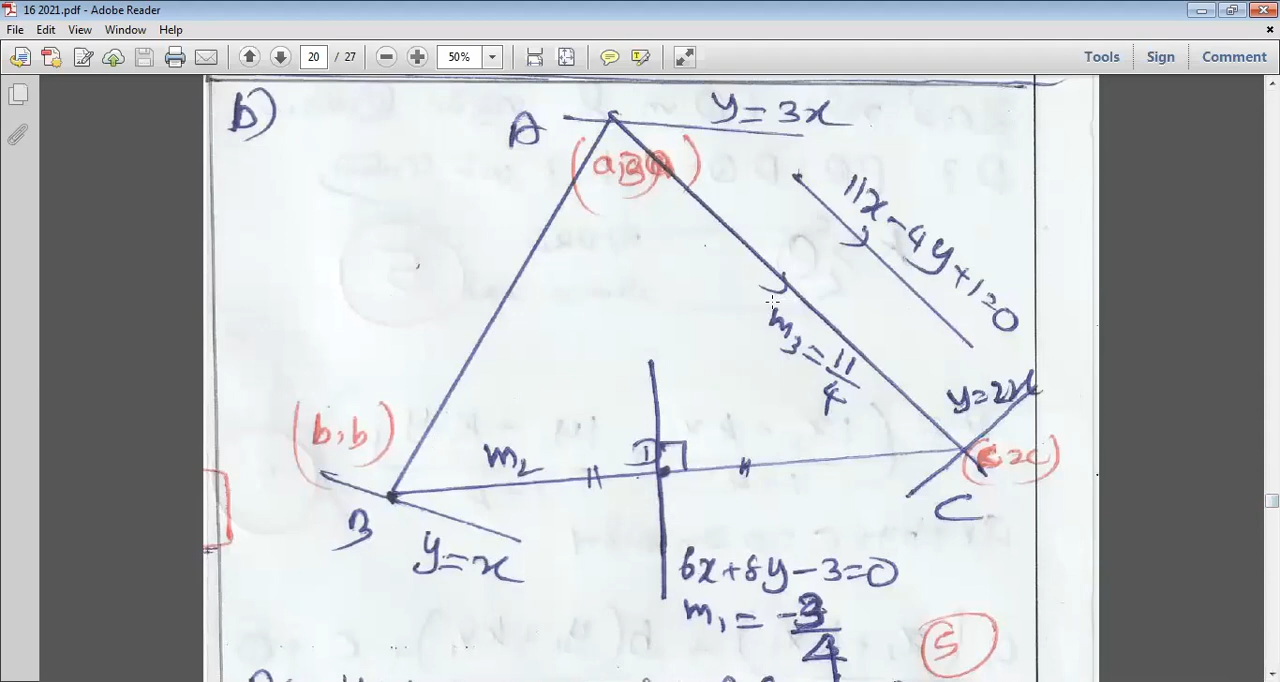 16 2021.pdf - Adobe Reader
File Edit View Window Help
20 / 27 50% Tools Sign Comment
b)
A
y=3x
11x-4y+1=0
m₃=11/4
y=2x
(b,b)
m₂
B
C
y=x
6x+8y-3=0
m₁=-3/4
5